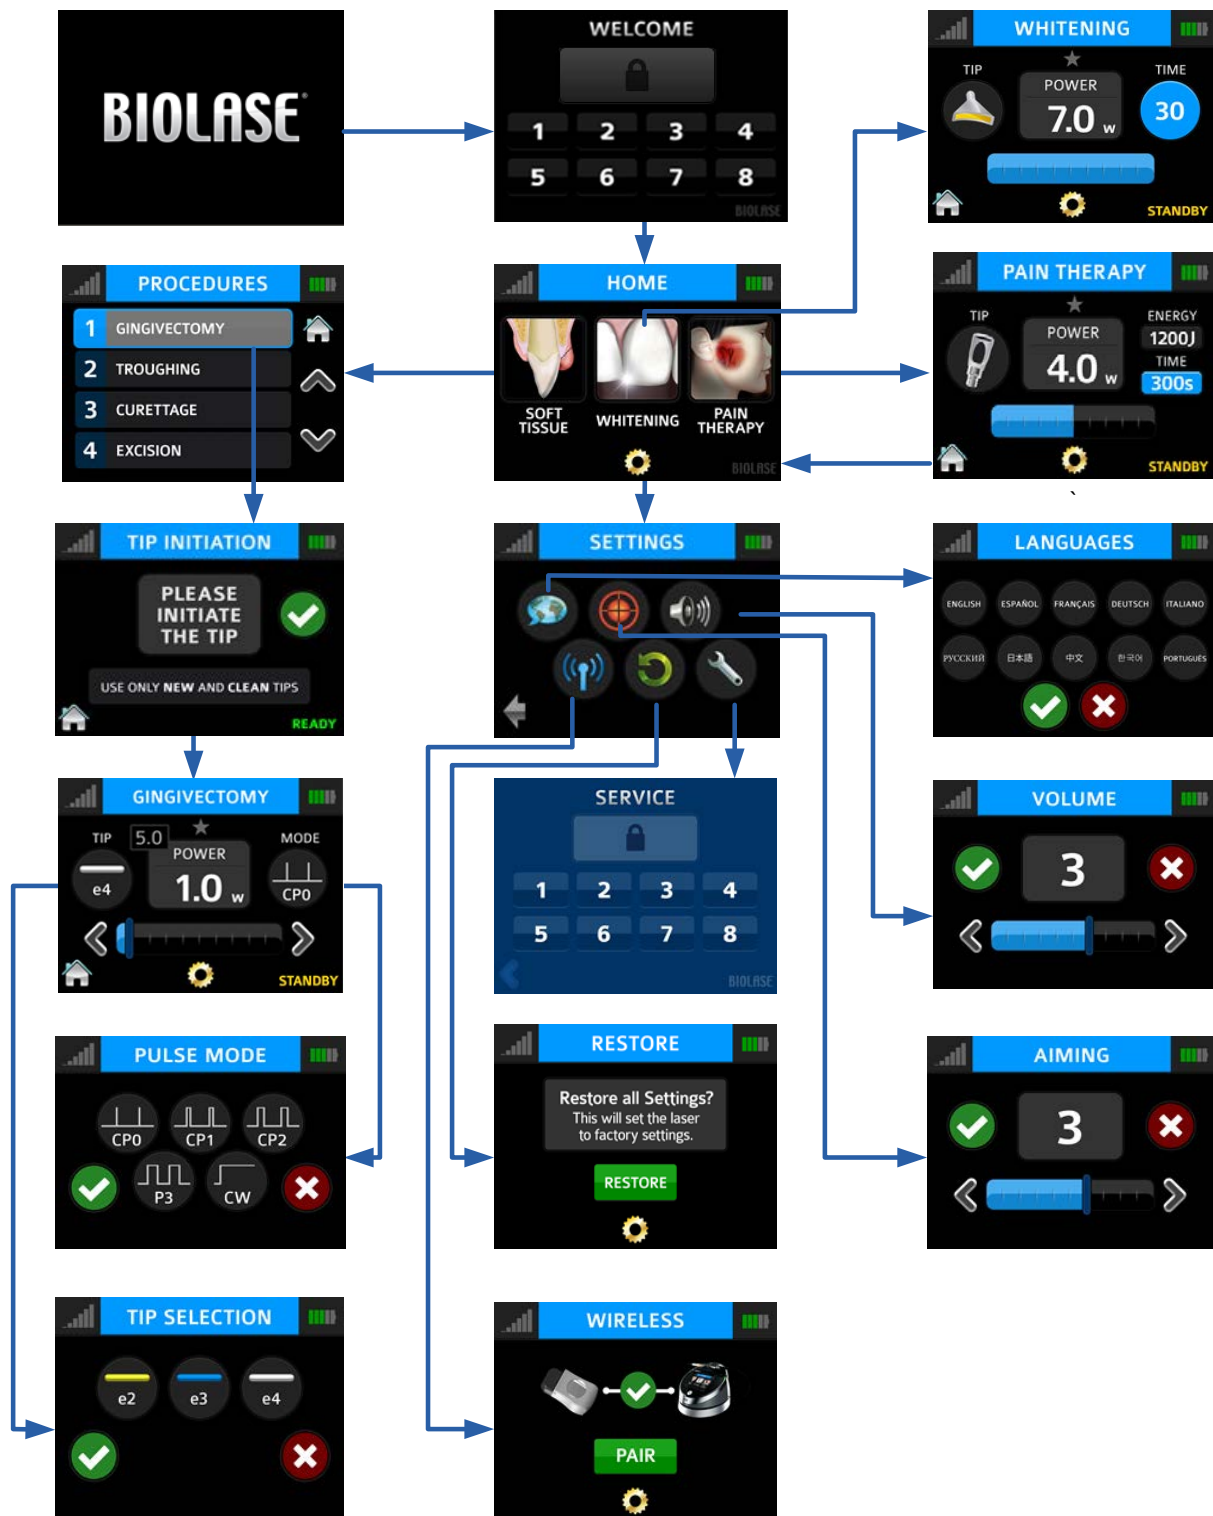 BIOLASE
WELCOME
1 2 3 4
5 6 7 8
BIOLASE
WHITENING
TIP
POWER
7.0 w
TIME
30
STANDBY
PROCEDURES
1 GINGIVECTOMY
2 TROUGHING
3 CURETTAGE
4 EXCISION
HOME
SOFT
TISSUE
WHITENING
PAIN
THERAPY
BIOLASE
PAIN THERAPY
TIP
POWER
4.0 w
ENERGY
1200J
TIME
300s
STANDBY
`
TIP INITIATION
PLEASE
INITIATE
THE TIP
USE ONLY NEW AND CLEAN TIPS
READY
SETTINGS
LANGUAGES
ENGLISH ESPAÑOL FRANÇAIS DEUTSCH ITALIANO
РУССКИЙ 日本語 中文 한국어 PORTUGUÊS
GINGIVECTOMY
TIP
e4
5.0
POWER
1.0 w
MODE
CP0
STANDBY
SERVICE
1 2 3 4
5 6 7 8
BIOLASE
VOLUME
3
PULSE MODE
CP0 CP1 CP2
P3 CW
RESTORE
Restore all Settings?
This will set the laser
to factory settings.
RESTORE
AIMING
3
TIP SELECTION
e2 e3 e4
WIRELESS
PAIR